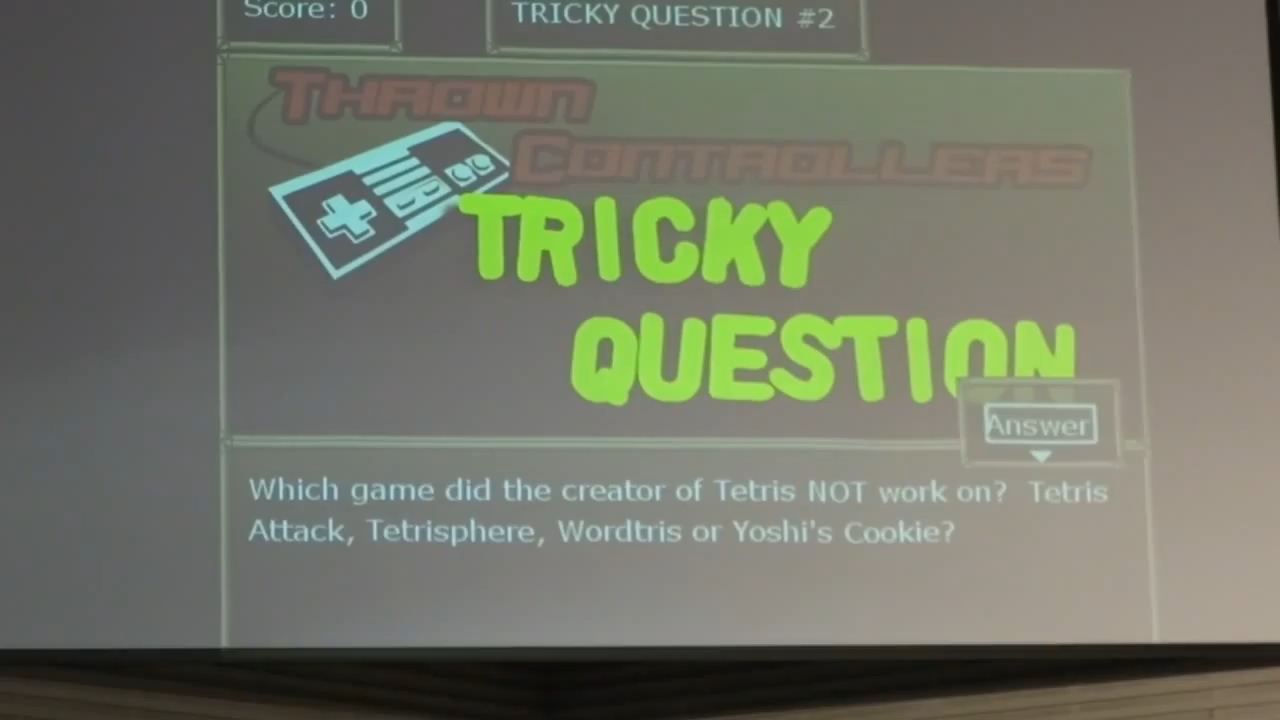 Score: 0
TRICKY QUESTION #2
THROWN
CONTROLLERS
TRICKY
QUESTION
Answer
Which game did the creator of Tetris NOT work on? Tetris
Attack, Tetrisphere, Wordtris or Yoshi's Cookie?